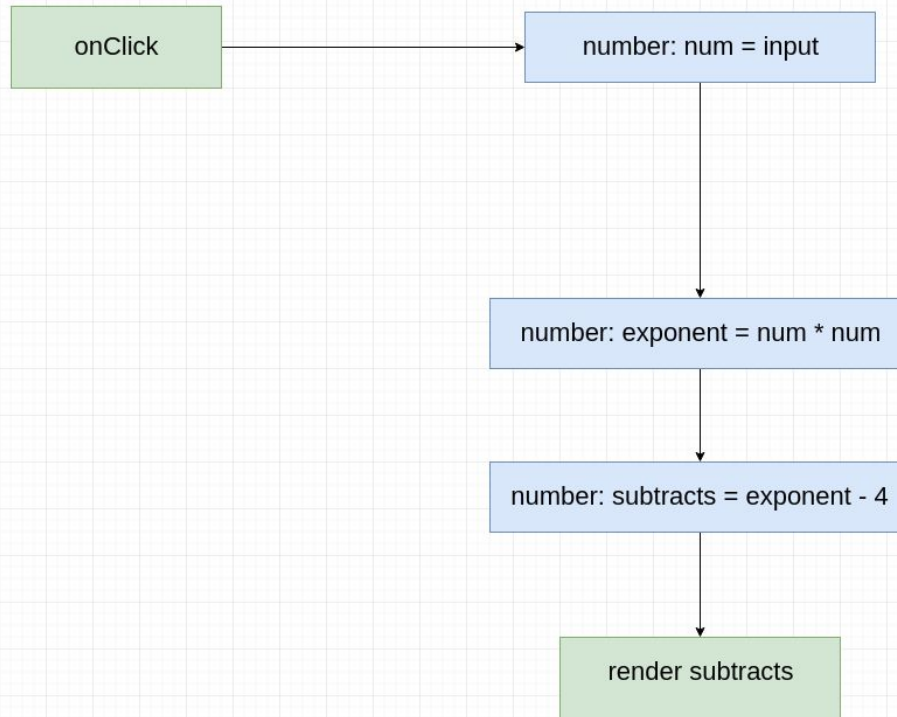 onClick
number: num = input
number: exponent = num * num
number: subtracts = exponent - 4
render subtracts